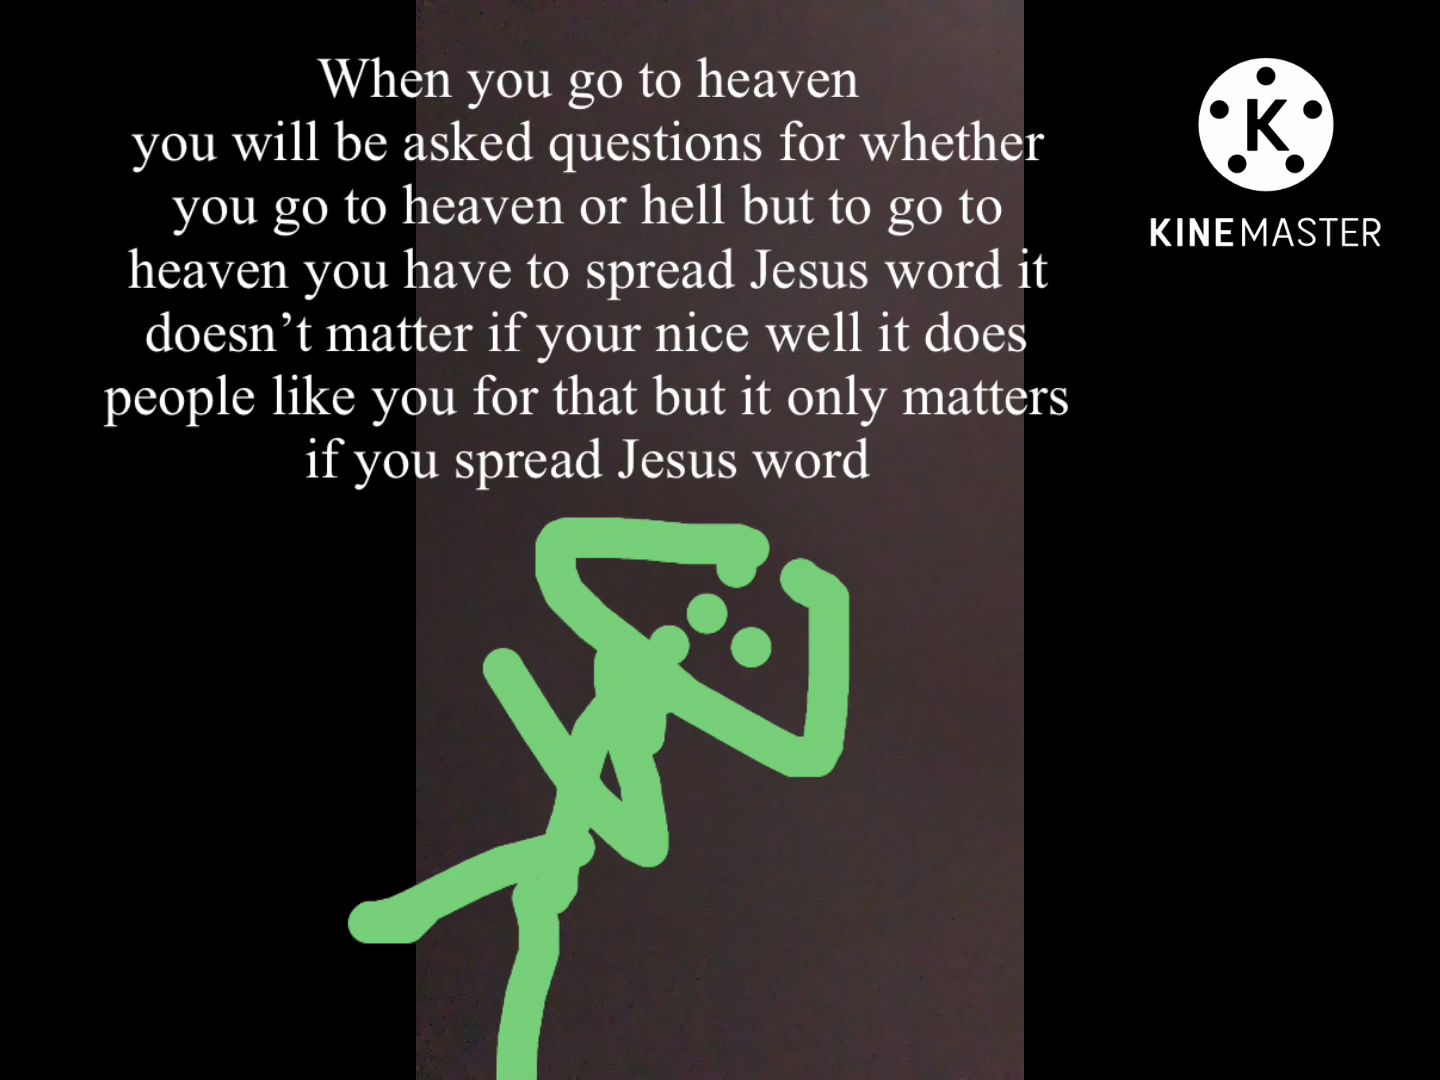 When you go to heaven
you will be asked questions for whether
you go to heaven or hell but to go to
heaven you have to spread Jesus word it
doesn’t matter if your nice well it does
people like you for that but it only matters
if you spread Jesus word
K
KINEMASTER